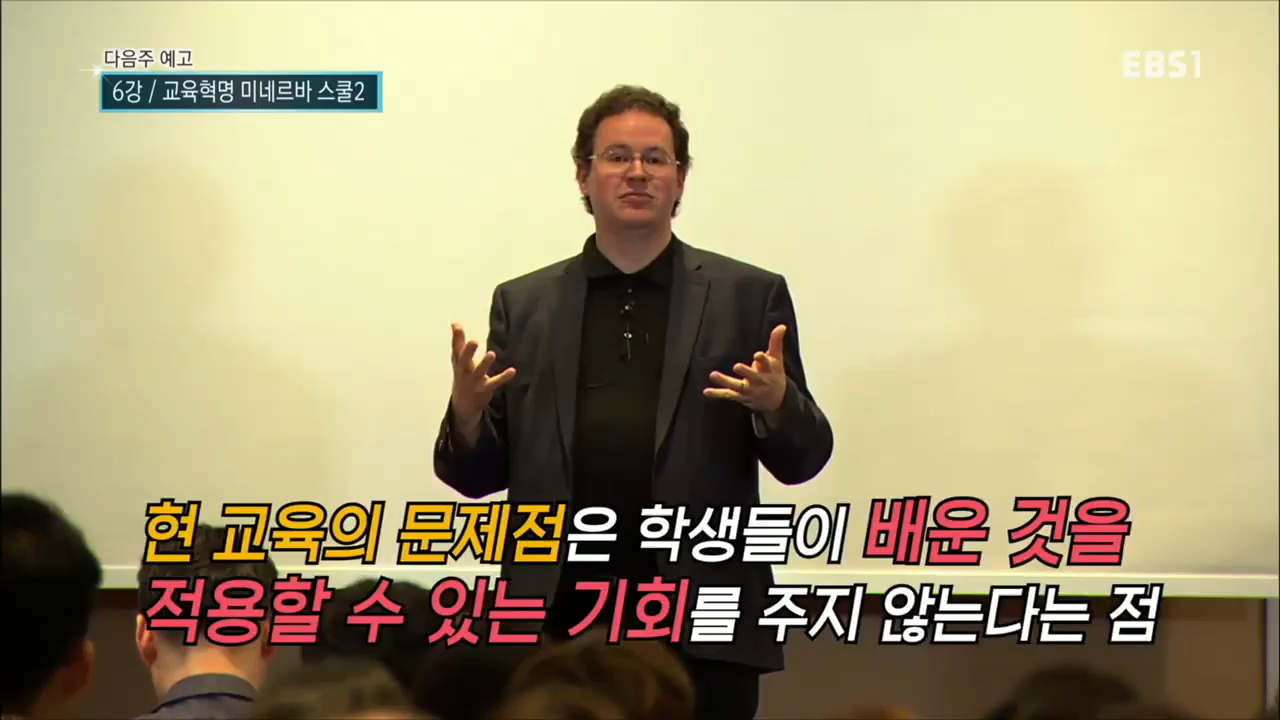 다음주 예고
6강 / 교육혁명 미네르바 스쿨2
EBS1
현 교육의 문제점은 학생들이 배운 것을
적용할 수 있는 기회를 주지 않는다는 점